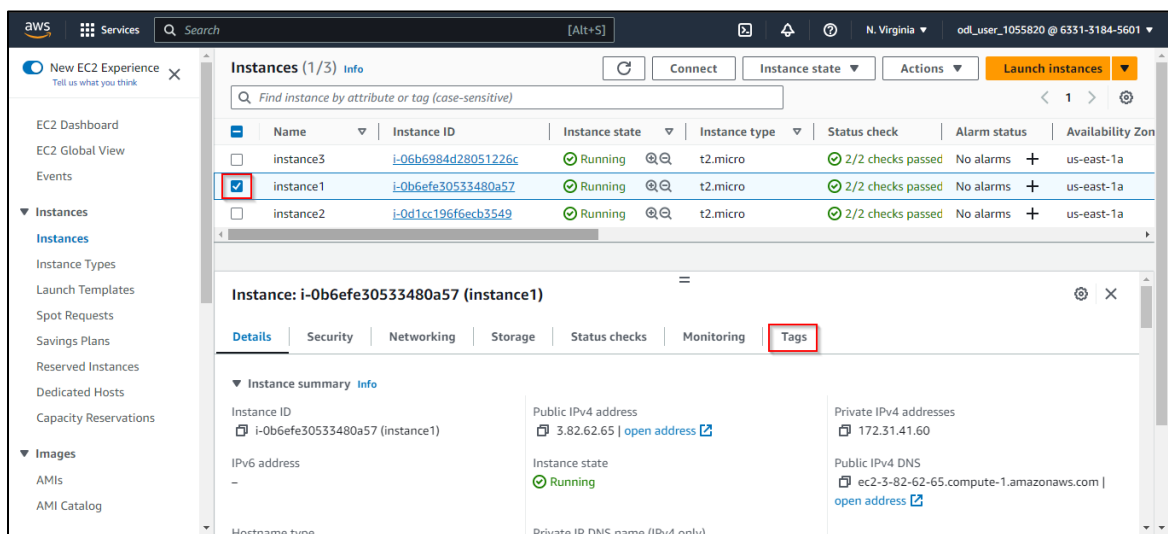 aws Services Search [Alt+S] N. Virginia ▼ odl_user_1055820 @ 6331-3184-5601 ▼
New EC2 Experience
Tell us what you think
EC2 Dashboard
EC2 Global View
Events
▼ Instances
Instances
Instance Types
Launch Templates
Spot Requests
Savings Plans
Reserved Instances
Dedicated Hosts
Capacity Reservations
▼ Images
AMIs
AMI Catalog
Instances (1/3) Info Connect Instance state ▼ Actions ▼ Launch instances ▼
Find instance by attribute or tag (case-sensitive) < 1 >
Name Instance ID Instance state Instance type Status check Alarm status Availability Zon
instance3 i-06b6984d28051226c Running t2.micro 2/2 checks passed No alarms + us-east-1a
instance1 i-0b6efe30533480a57 Running t2.micro 2/2 checks passed No alarms + us-east-1a
instance2 i-0d1cc196f6ecb3549 Running t2.micro 2/2 checks passed No alarms + us-east-1a
Instance: i-0b6efe30533480a57 (instance1)
Details Security Networking Storage Status checks Monitoring Tags
▼ Instance summary Info
Instance ID Public IPv4 address Private IPv4 addresses
i-0b6efe30533480a57 (instance1) 3.82.62.65 | open address 172.31.41.60
IPv6 address Instance state Public IPv4 DNS
– Running ec2-3-82-62-65.compute-1.amazonaws.com |
open address
Hostname type Private IP DNS name (IPv4 only)